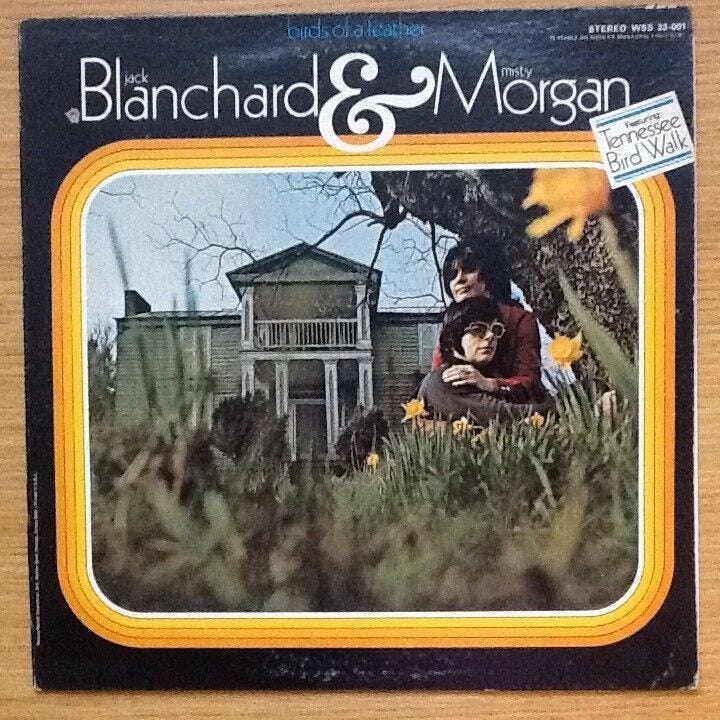 birds of a feather
STEREO WSS 33-001
jack
Blanchard & misty
Morgan
Featuring:
Tennessee
Bird Walk